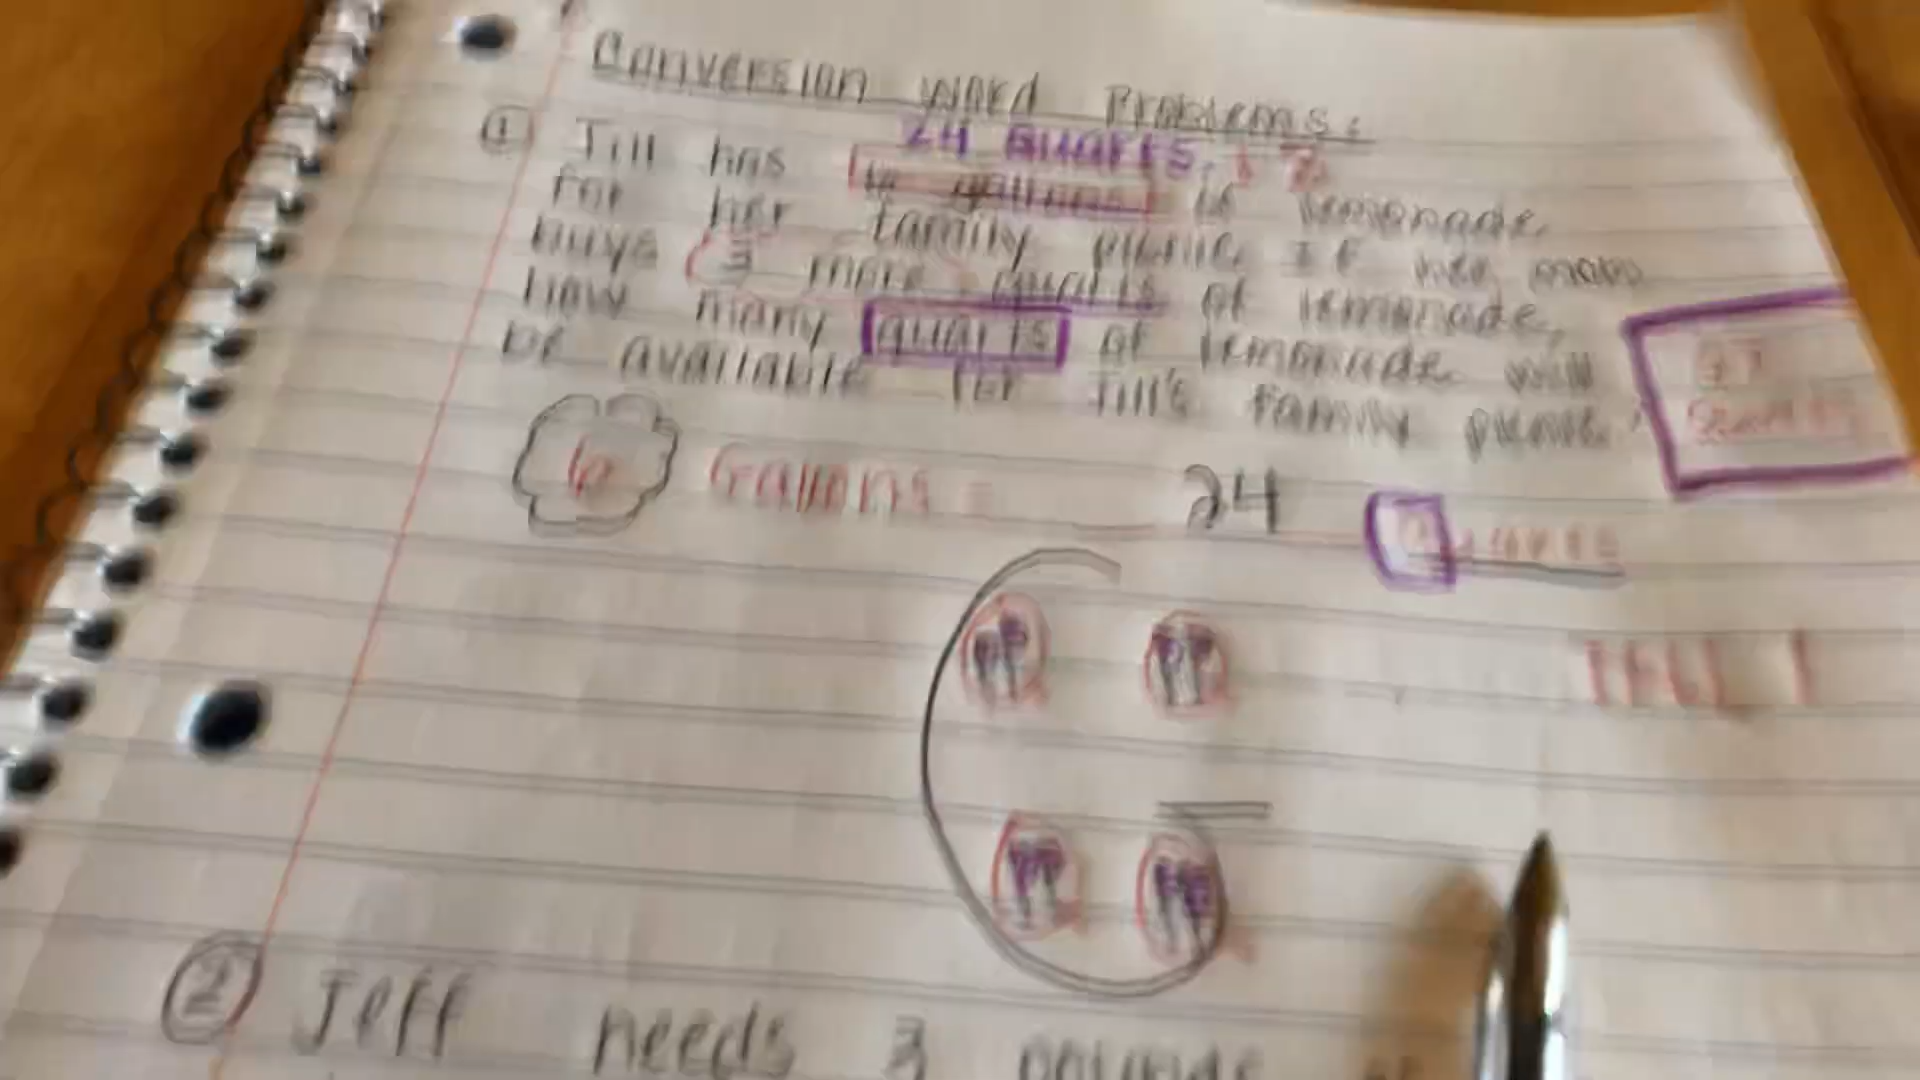 Conversion Word Problems:
24 quarts.
① Jill has 6 gallons of lemonade
for her family picnic. If her mom
buys 3 more quarts of lemonade,
how many quarts of lemonade will
be available for Jill's family picnic?
27
Quarts
6 Gallons = 24 Quarts
② Jeff needs 3 pounds